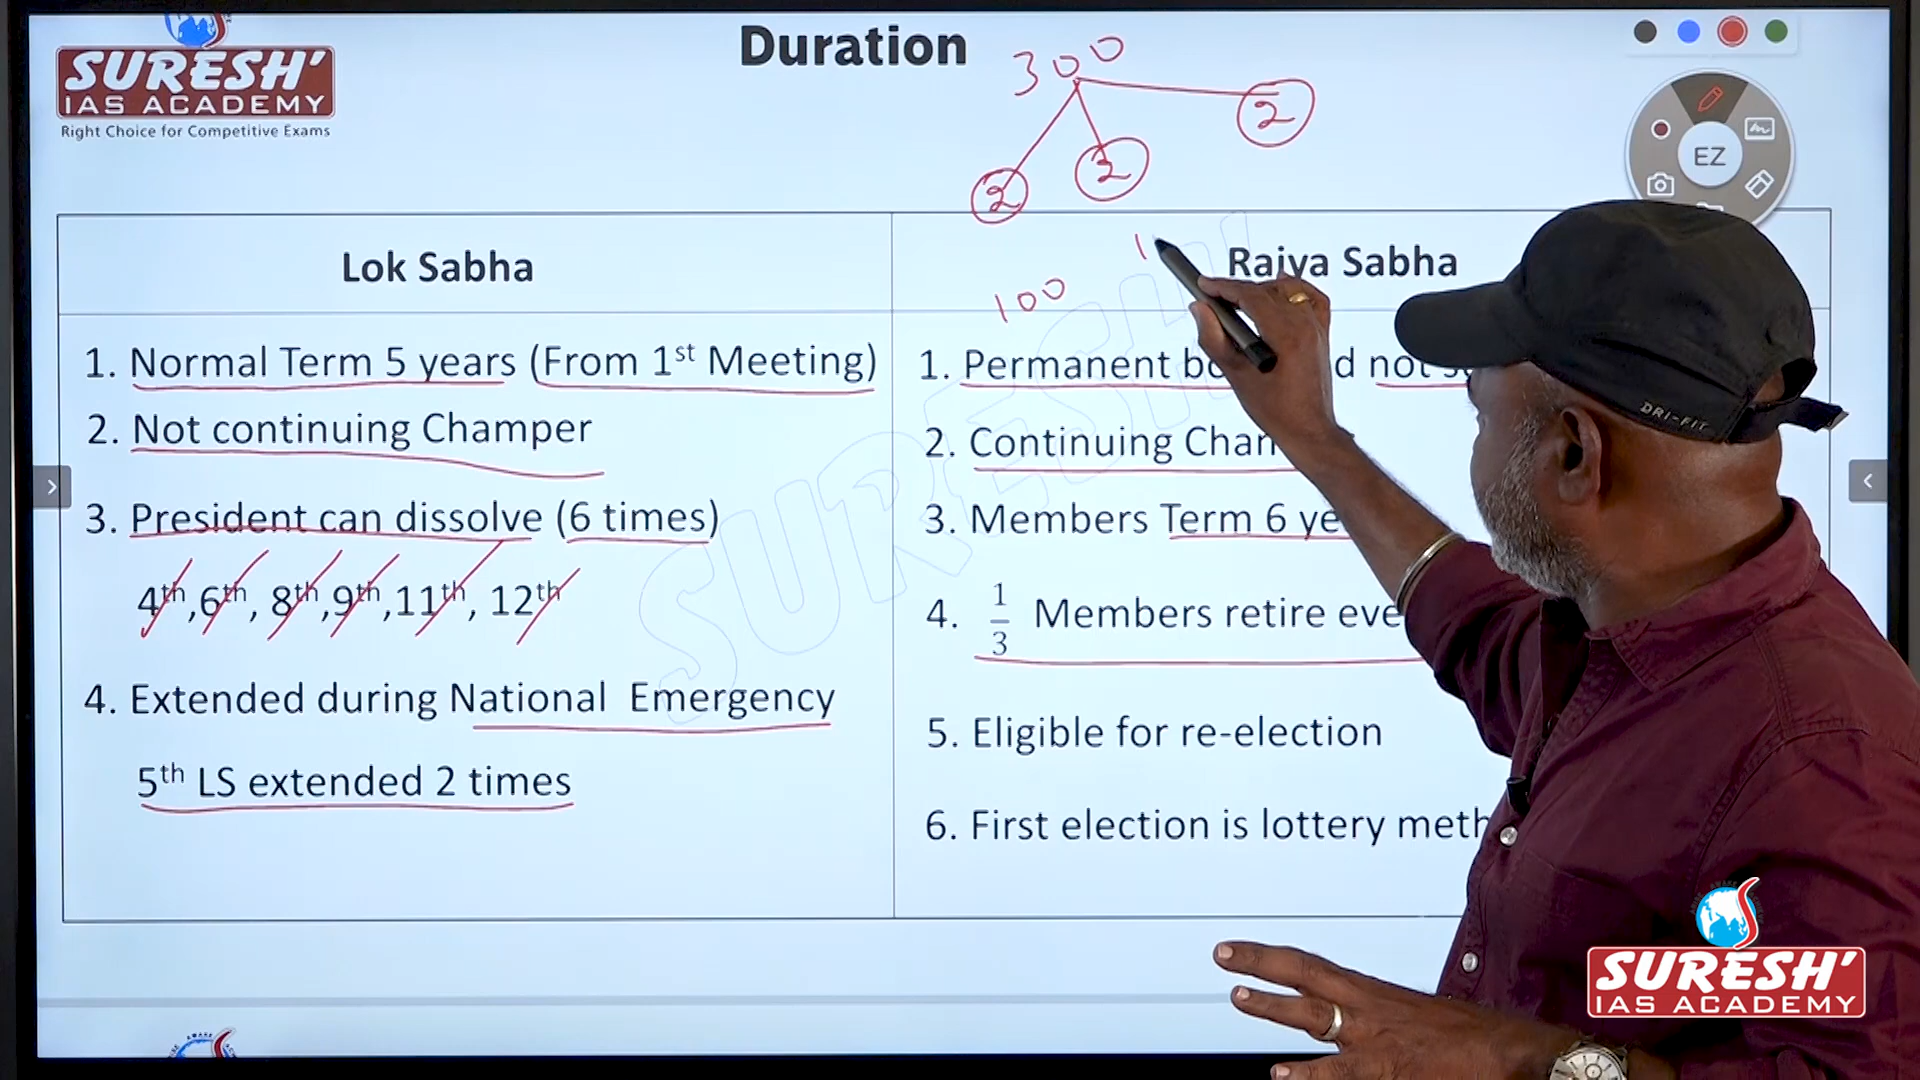 SURESH'
IAS ACADEMY
Right Choice for Competitive Exams
Duration
300
2
2
2
EZ
Lok Sabha
Rajya Sabha
100
1
1. Normal Term 5 years (From 1st Meeting)
2. Not continuing Champer
3. President can dissolve (6 times)
4th,6th, 8th,9th,11th, 12th
4. Extended during National Emergency
5th LS extended 2 times
1. Permanent bo d not s
2. Continuing Cham
3. Members Term 6 ye
4. 1/3 Members retire eve
5. Eligible for re-election
6. First election is lottery meth
SURESH
DRI-FIT
SURESH'
IAS ACADEMY